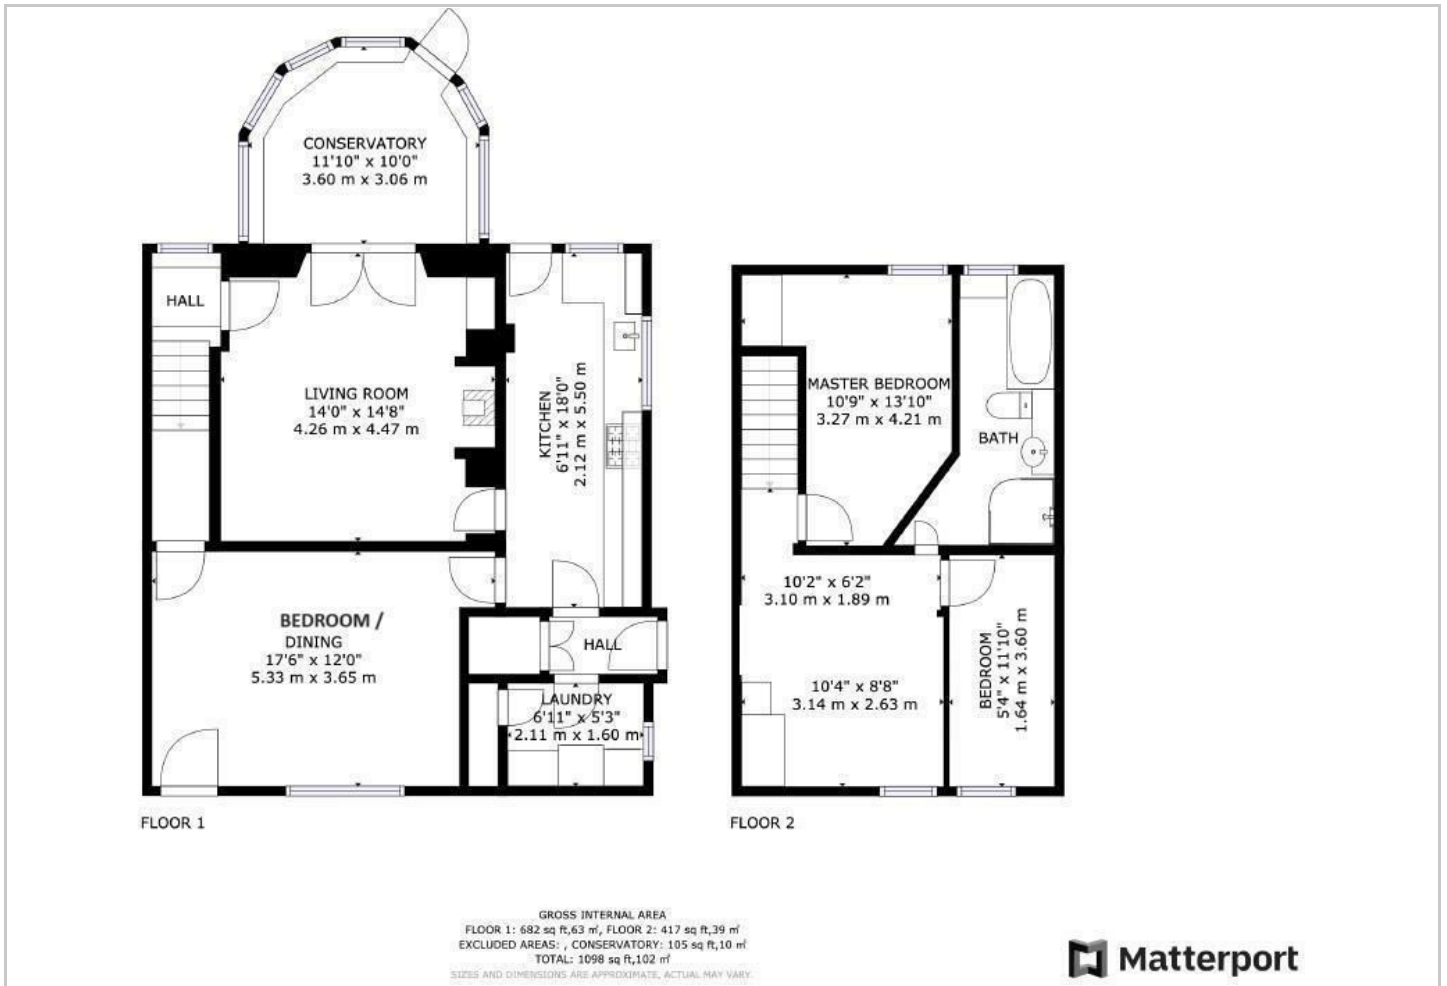 CONSERVATORY
11'10" x 10'0"
3.60 m x 3.06 m
HALL
LIVING ROOM
14'0" x 14'8"
4.26 m x 4.47 m
KITCHEN
6'11" x 18'0"
2.12 m x 5.50 m
BEDROOM /
DINING
17'6" x 12'0"
5.33 m x 3.65 m
HALL
LAUNDRY
6'11" x 5'3"
2.11 m x 1.60 m
FLOOR 1
MASTER BEDROOM
10'9" x 13'10"
3.27 m x 4.21 m
BATH
10'2" x 6'2"
3.10 m x 1.89 m
10'4" x 8'8"
3.14 m x 2.63 m
BEDROOM
5'4" x 11'10"
1.64 m x 3.60 m
FLOOR 2
GROSS INTERNAL AREA
FLOOR 1: 682 sq ft,63 ㎡, FLOOR 2: 417 sq ft,39 ㎡
EXCLUDED AREAS: , CONSERVATORY: 105 sq ft,10 ㎡
TOTAL: 1098 sq ft,102 ㎡
SIZES AND DIMENSIONS ARE APPROXIMATE, ACTUAL MAY VARY.
Matterport